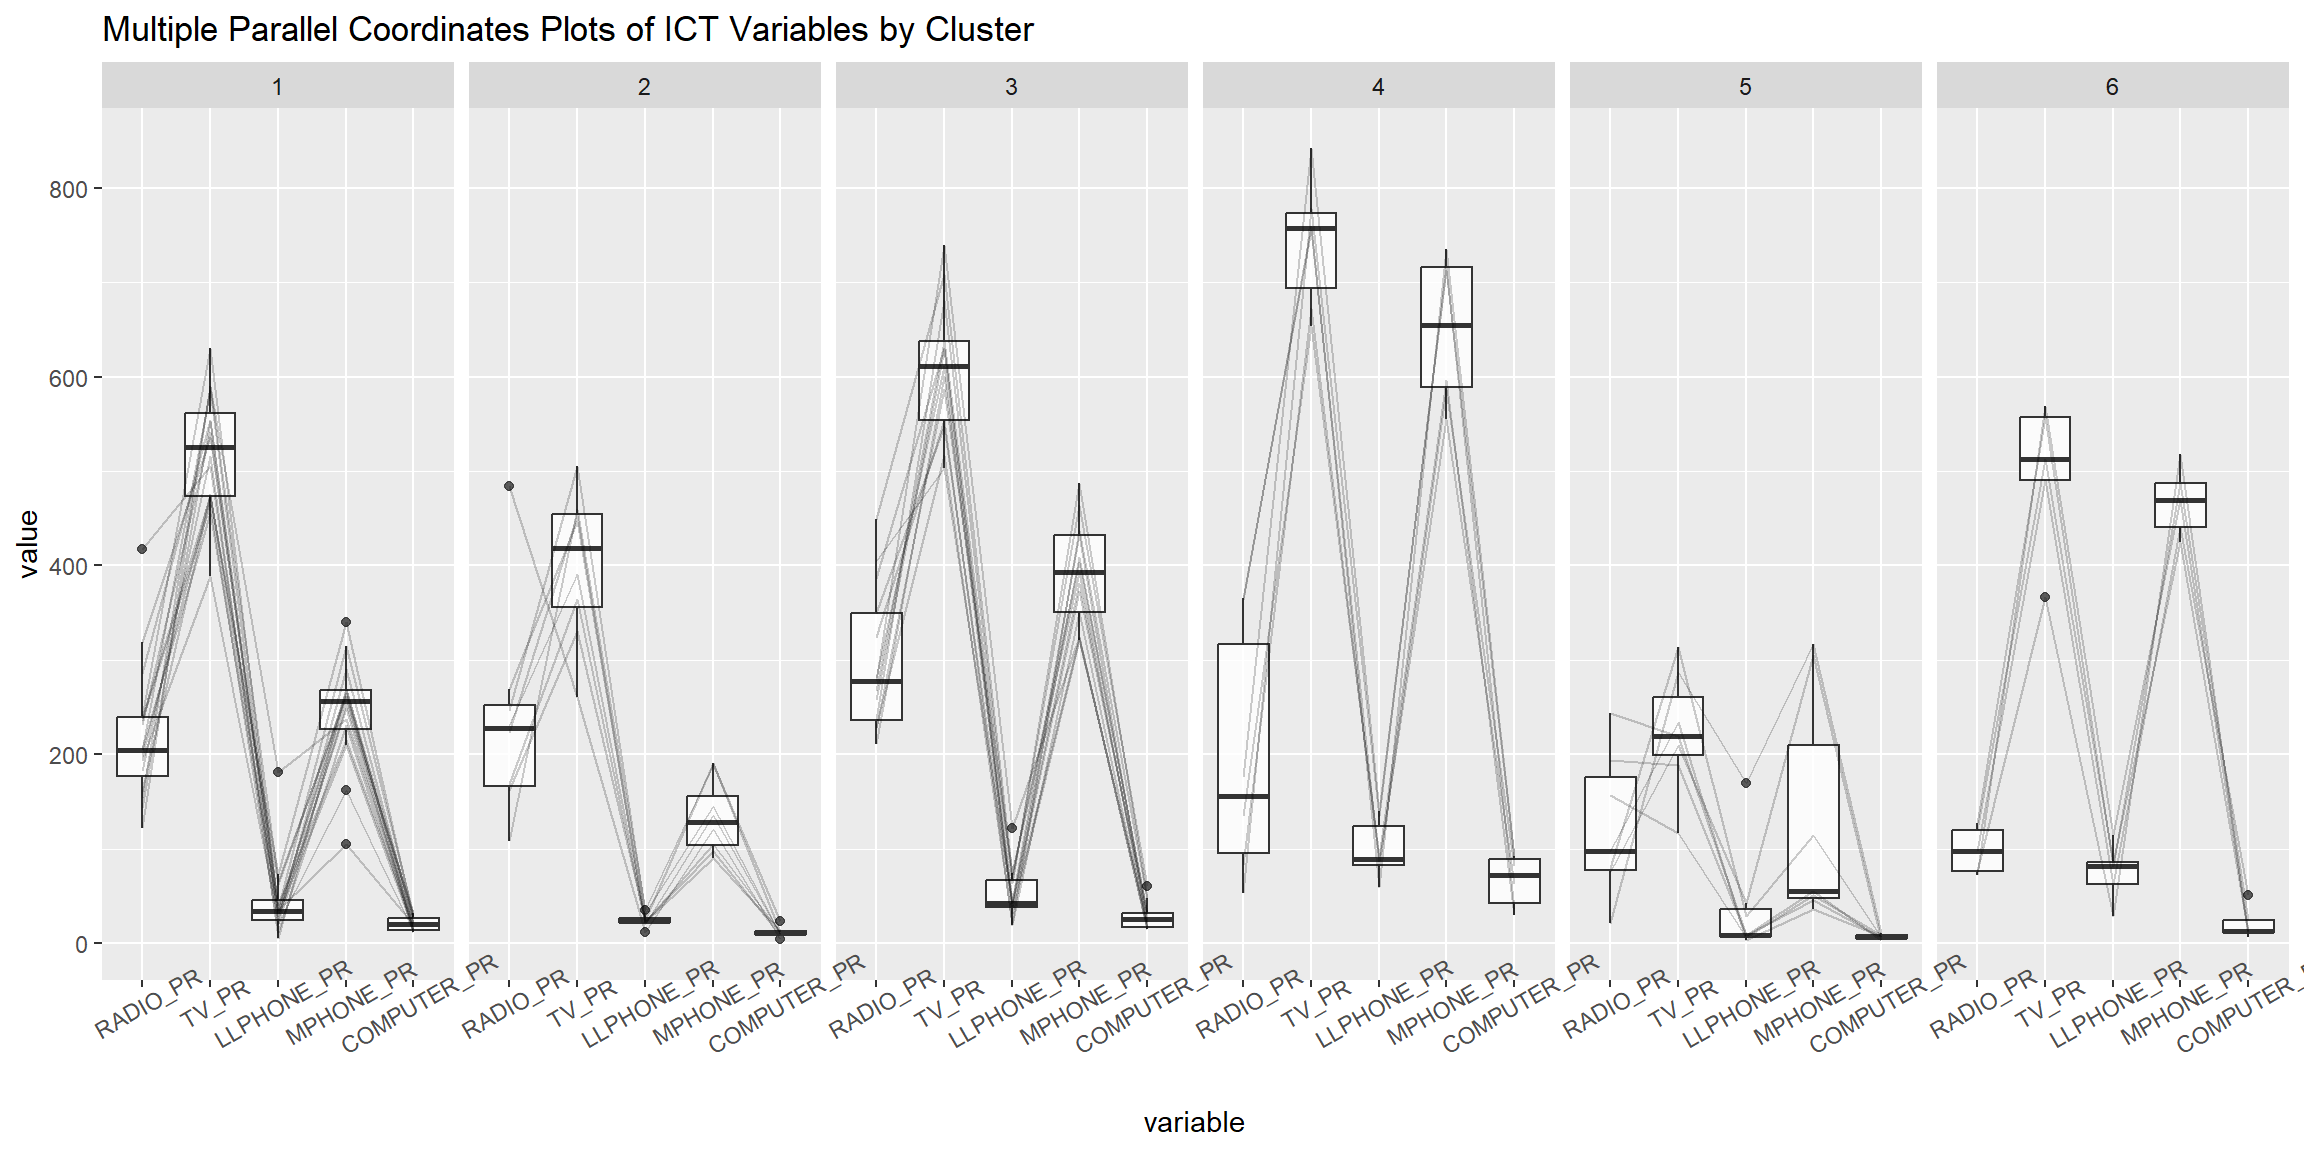 Multiple Parallel Coordinates Plots of ICT Variables by Cluster
1 2 3 4 5 6
800
600
400
200
0
value
RADIO_PR TV_PR LLPHONE_PR MPHONE_PR COMPUTER_PR RADIO_PR TV_PR LLPHONE_PR MPHONE_PR COMPUTER_PR RADIO_PR TV_PR LLPHONE_PR MPHONE_PR COMPUTER_PR RADIO_PR TV_PR LLPHONE_PR MPHONE_PR COMPUTER_PR RADIO_PR TV_PR LLPHONE_PR MPHONE_PR COMPUTER_PR RADIO_PR TV_PR LLPHONE_PR MPHONE_PR COMPUTER_
variable